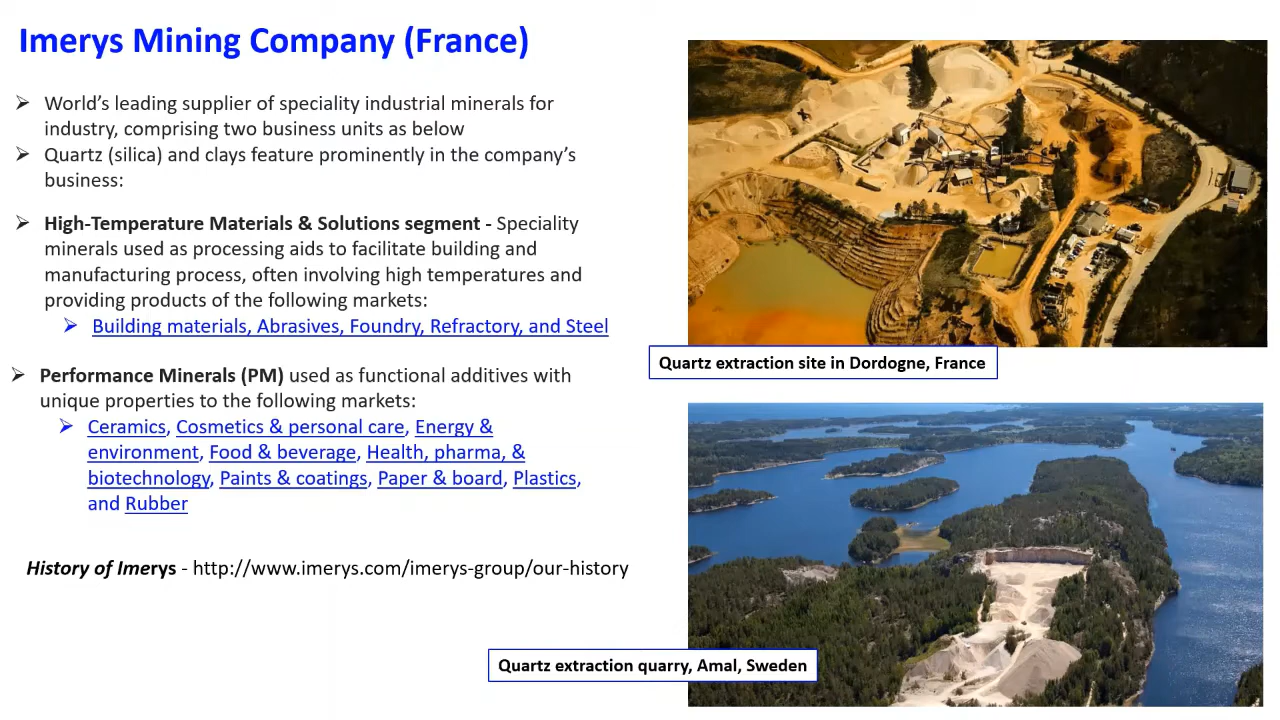 Imerys Mining Company (France)
➢ World’s leading supplier of speciality industrial minerals for
industry, comprising two business units as below
➢ Quartz (silica) and clays feature prominently in the company’s
business:
➢ High-Temperature Materials & Solutions segment - Speciality
minerals used as processing aids to facilitate building and
manufacturing process, often involving high temperatures and
providing products of the following markets:
➢ Building materials, Abrasives, Foundry, Refractory, and Steel
➢ Performance Minerals (PM) used as functional additives with
unique properties to the following markets:
➢ Ceramics, Cosmetics & personal care, Energy &
environment, Food & beverage, Health, pharma, &
biotechnology, Paints & coatings, Paper & board, Plastics,
and Rubber
History of Imerys - http://www.imerys.com/imerys-group/our-history
Quartz extraction site in Dordogne, France
Quartz extraction quarry, Amal, Sweden